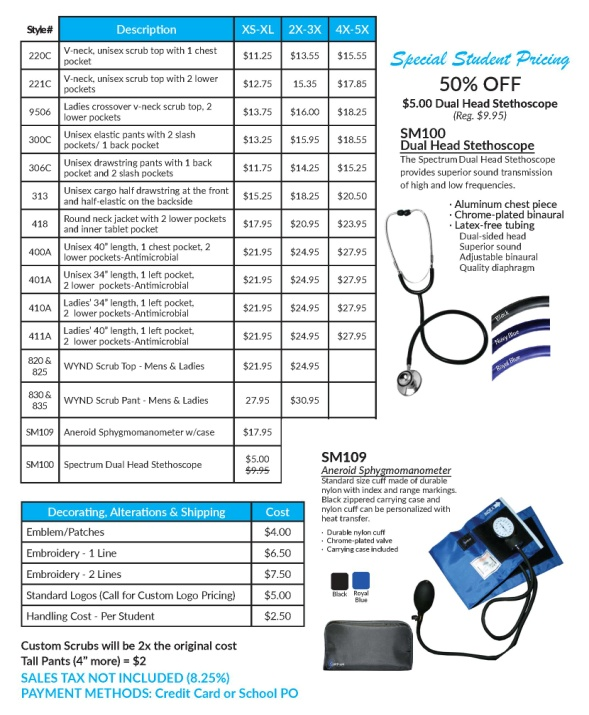 Style# Description XS-XL 2X-3X 4X-5X
220C V-neck, unisex scrub top with 1 chest pocket $11.25 $13.55 $15.55
221C V-neck, unisex scrub top with 2 lower pockets $12.75 15.35 $17.85
9506 Ladies crossover v-neck scrub top, 2 lower pockets $13.75 $16.00 $18.25
300C Unisex elastic pants with 2 slash pockets/ 1 back pocket $13.25 $15.95 $18.55
306C Unisex drawstring pants with 1 back pocket and 2 slash pockets $11.75 $14.25 $15.25
313 Unisex cargo half drawstring at the front and half-elastic on the backside $15.25 $18.25 $20.50
418 Round neck jacket with 2 lower pockets and inner tablet pocket $17.95 $20.95 $23.95
400A Unisex 40” length, 1 chest pocket, 2 lower pockets-Antimicrobial $21.95 $24.95 $27.95
401A Unisex 34” length, 1 left pocket, 2 lower pockets-Antimicrobial $21.95 $24.95 $27.95
410A Ladies’ 34” length, 1 left pocket, 2 lower pockets-Antimicrobial $21.95 $24.95 $27.95
411A Ladies’ 40” length, 1 left pocket, 2 lower pockets-Antimicrobial $21.95 $24.95 $27.95
820 & 825 WYND Scrub Top - Mens & Ladies $21.95 $24.95
830 & 835 WYND Scrub Pant - Mens & Ladies 27.95 $30.95
SM109 Aneroid Sphygmomanometer w/case $17.95
SM100 Spectrum Dual Head Stethoscope $5.00 $9.95
Special Student Pricing
50% OFF
$5.00 Dual Head Stethoscope
(Reg. $9.95)
SM100
Dual Head Stethoscope
The Spectrum Dual Head Stethoscope
provides superior sound transmission
of high and low frequencies.
· Aluminum chest piece
· Chrome-plated binaural
· Latex-free tubing
Dual-sided head
Superior sound
Adjustable binaural
Quality diaphragm
Black
Navy Blue
Royal Blue
SM109
Aneroid Sphygmomanometer
Standard size cuff made of durable
nylon with index and range markings.
Black zippered carrying case and
nylon cuff can be personalized with
heat transfer.
· Durable nylon cuff
· Chrome-plated valve
· Carrying case included
Black Royal
Blue
Decorating, Alterations & Shipping Cost
Emblem/Patches $4.00
Embroidery - 1 Line $6.50
Embroidery - 2 Lines $7.50
Standard Logos (Call for Custom Logo Pricing) $5.00
Handling Cost - Per Student $2.50
Custom Scrubs will be 2x the original cost
Tall Pants (4” more) = $2
SALES TAX NOT INCLUDED (8.25%)
PAYMENT METHODS: Credit Card or School PO